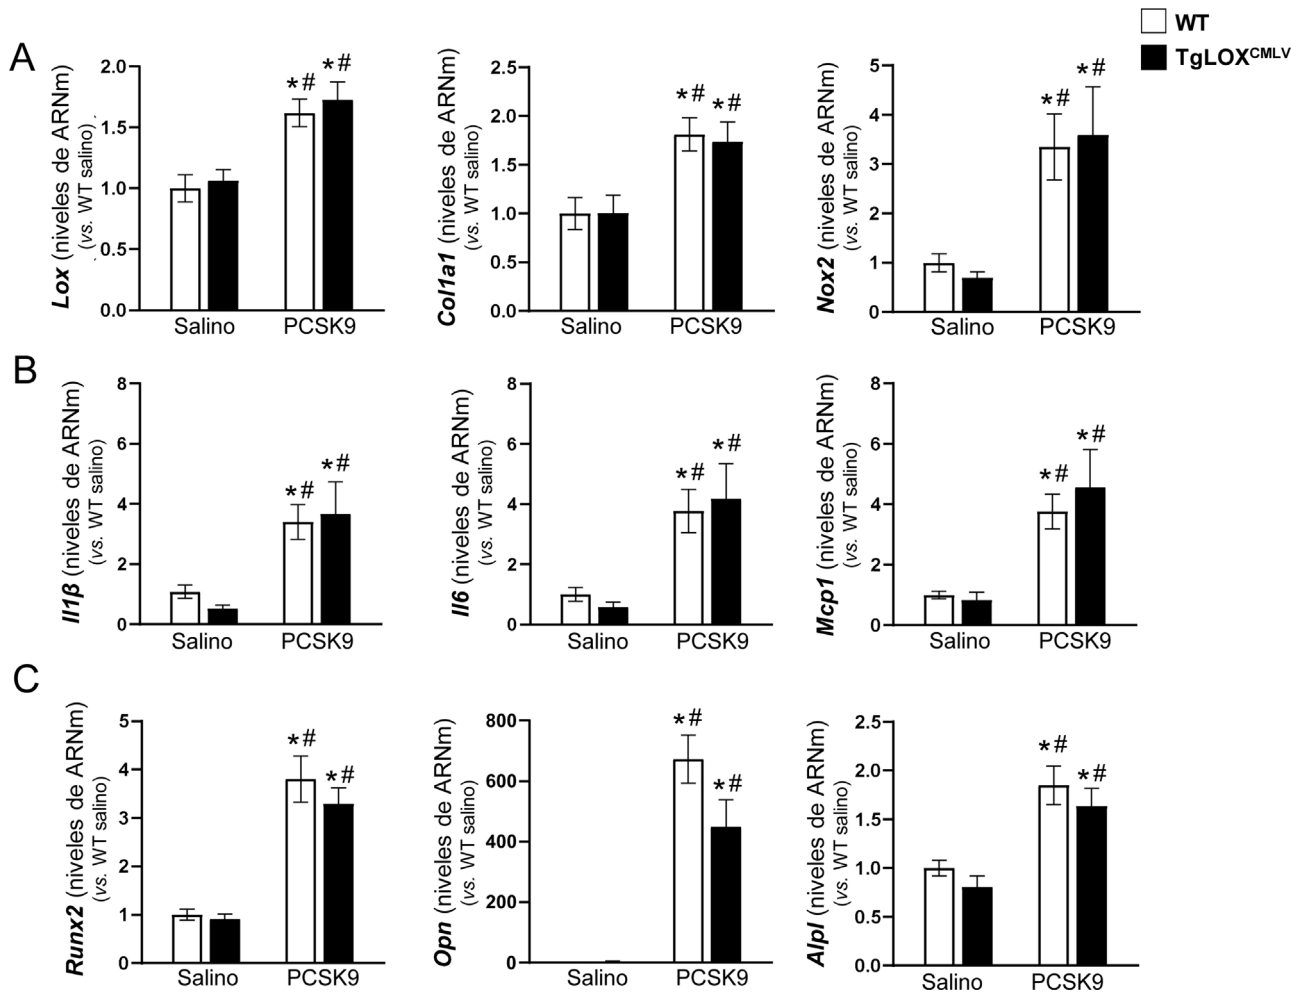 WT
TgLOXCMLV
A
Lox (niveles de ARNm)
(vs. WT salino)
2.0
1.5
1.0
0.5
0.0
*# *#
Salino PCSK9
Col1a1 (niveles de ARNm)
(vs. WT salino)
2.5
2.0
1.5
1.0
0.5
0.0
*# *#
Salino PCSK9
Nox2 (niveles de ARNm)
(vs. WT salino)
5
4
3
2
1
0
*# *#
Salino PCSK9
B
Il1β (niveles de ARNm)
(vs. WT salino)
8
6
4
2
0
*# *#
Salino PCSK9
Il6 (niveles de ARNm)
(vs. WT salino)
8
6
4
2
0
*# *#
Salino PCSK9
Mcp1 (niveles de ARNm)
(vs. WT salino)
8
6
4
2
0
*# *#
Salino PCSK9
C
Runx2 (niveles de ARNm)
(vs. WT salino)
5
4
3
2
1
0
*# *#
Salino PCSK9
Opn (niveles de ARNm)
(vs. WT salino)
800
600
400
200
0
*# *#
Salino PCSK9
Alpl (niveles de ARNm)
(vs. WT salino)
2.5
2.0
1.5
1.0
0.5
0.0
*# *#
Salino PCSK9